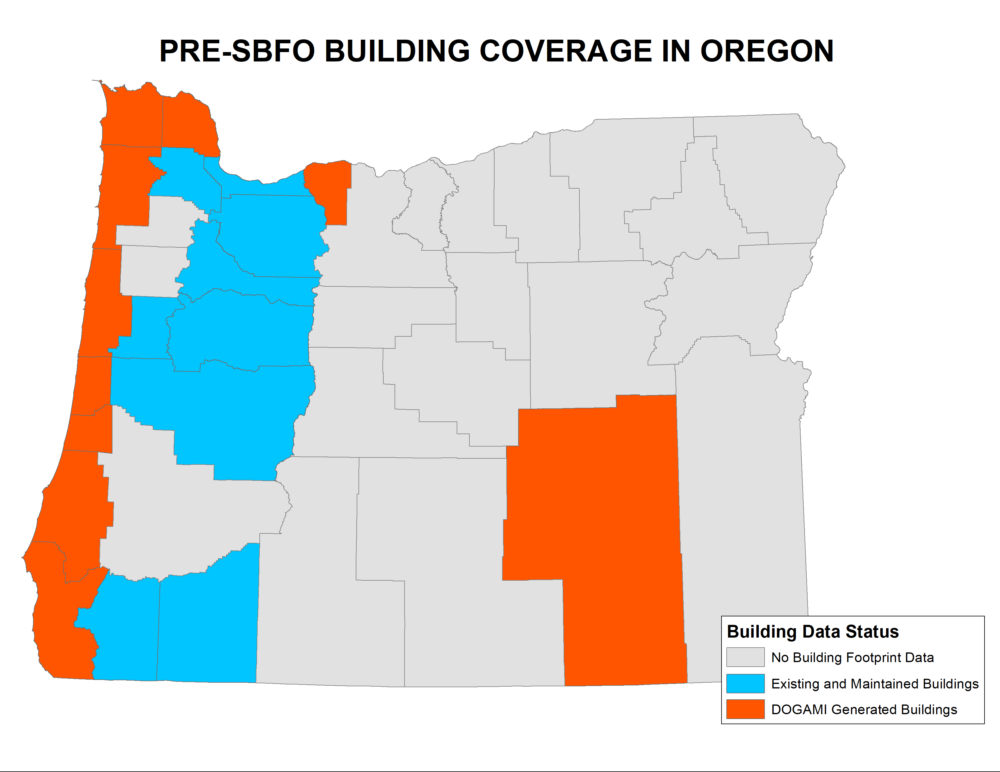 PRE-SBFO BUILDING COVERAGE IN OREGON
Building Data Status
No Building Footprint Data
Existing and Maintained Buildings
DOGAMI Generated Buildings